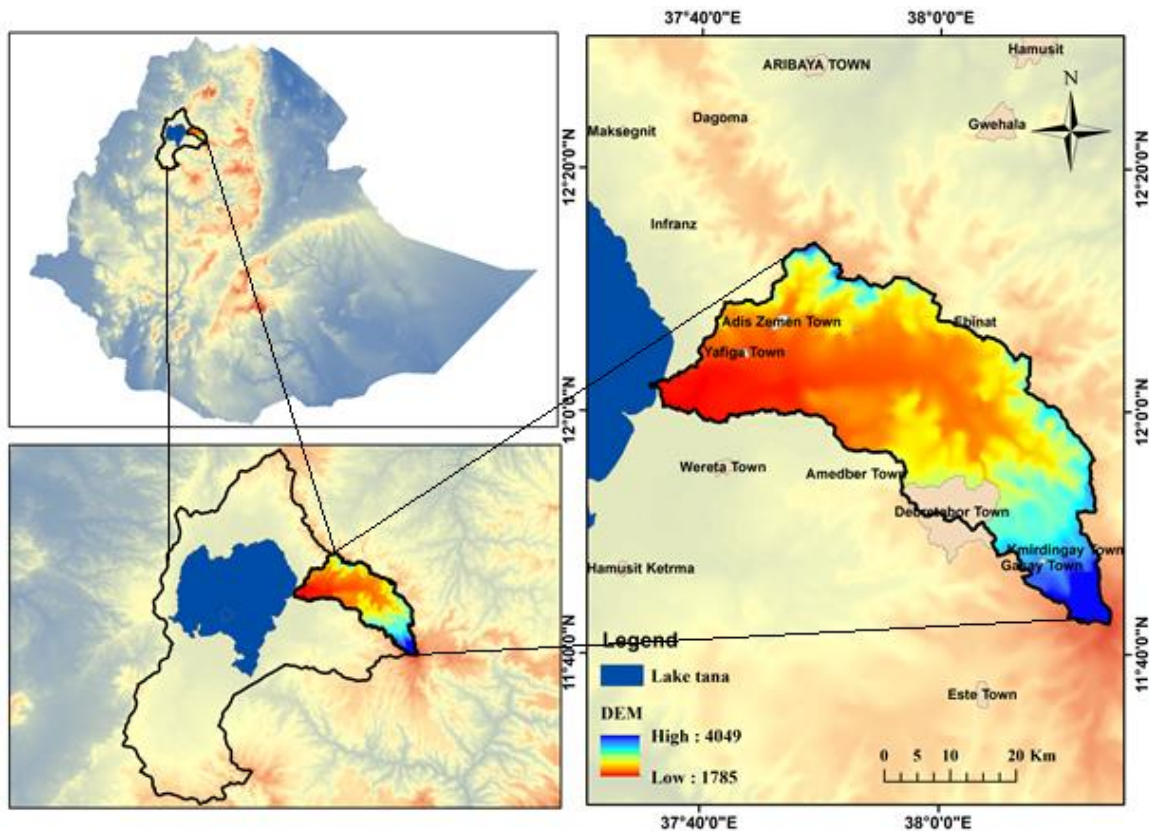 37°40'0"E
38°0'0"E
Hamusit
ARIBAYA TOWN
N
Dagoma
Gwehala
Maksegnit
12°20'0"N
12°20'0"N
Infranz
Adis Zemen Town
Ebinat
Yafiga Town
12°0'0"N
12°0'0"N
Wereta Town
Amedber Town
Debretabor Town
Kmirdingay Town
Hamusit Ketrma
Gasay Town
Legend
11°40'0"N
11°40'0"N
Lake tana
Este Town
DEM
High : 4049
Low : 1785
0 5 10 20 Km
37°40'0"E
38°0'0"E